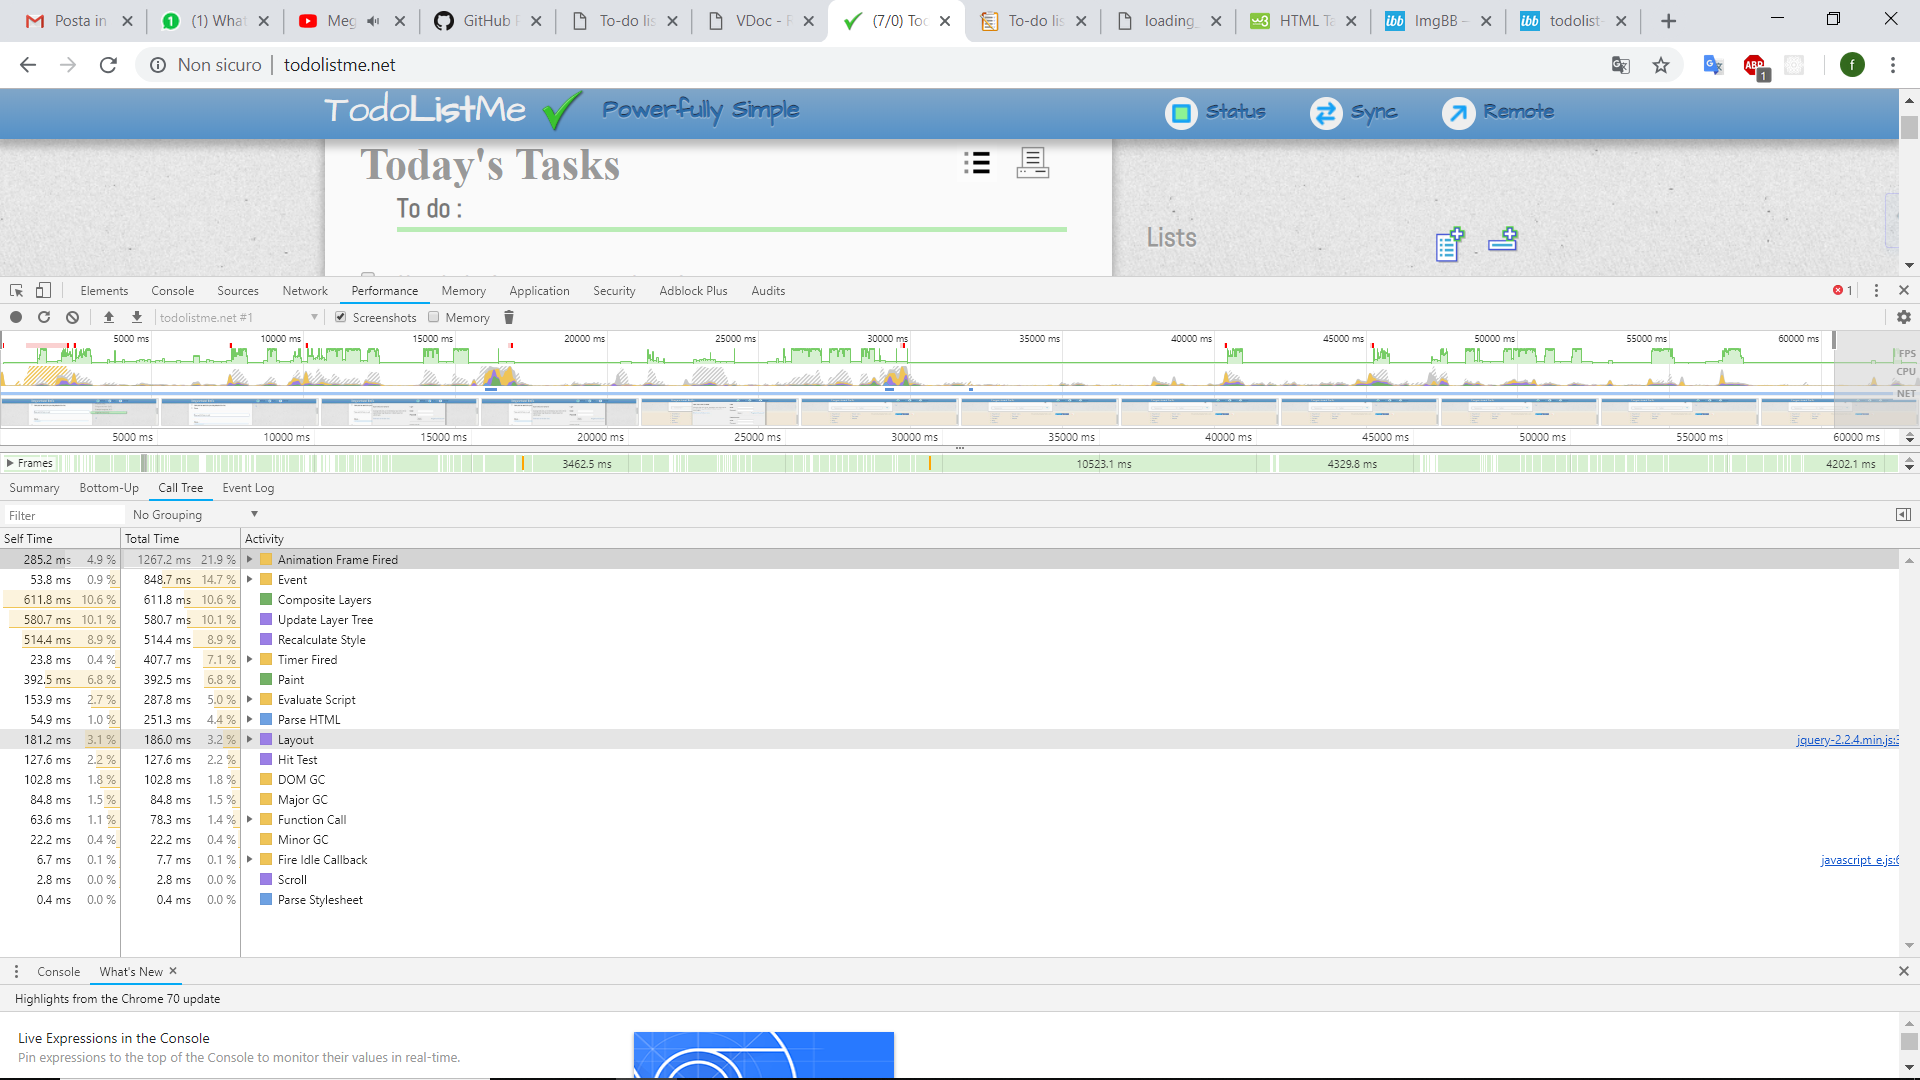 Posta in
(1) What
Meg
GitHub F
To-do lis
VDoc - F
(7/0) Too
To-do lis
loading_
HTML Ta
ImgBB –
todolist-
Non sicuro todolistme.net
ABP 1 f
TodoListMe Powerfully Simple Status Sync Remote
Today's Tasks
To do :
Lists
Elements Console Sources Network Performance Memory Application Security Adblock Plus Audits 1
todolistme.net #1 Screenshots Memory
5000 ms 10000 ms 15000 ms 20000 ms 25000 ms 30000 ms 35000 ms 40000 ms 45000 ms 50000 ms 55000 ms 60000 ms
FPS
CPU
NET
5000 ms 10000 ms 15000 ms 20000 ms 25000 ms 30000 ms 35000 ms 40000 ms 45000 ms 50000 ms 55000 ms 60000 ms
Frames 3462.5 ms 10523.1 ms 4329.8 ms 4202.1 ms
Summary Bottom-Up Call Tree Event Log
Filter No Grouping
Self Time Total Time Activity
285.2 ms 4.9 % 1267.2 ms 21.9 % Animation Frame Fired
53.8 ms 0.9 % 848.7 ms 14.7 % Event
611.8 ms 10.6 % 611.8 ms 10.6 % Composite Layers
580.7 ms 10.1 % 580.7 ms 10.1 % Update Layer Tree
514.4 ms 8.9 % 514.4 ms 8.9 % Recalculate Style
23.8 ms 0.4 % 407.7 ms 7.1 % Timer Fired
392.5 ms 6.8 % 392.5 ms 6.8 % Paint
153.9 ms 2.7 % 287.8 ms 5.0 % Evaluate Script
54.9 ms 1.0 % 251.3 ms 4.4 % Parse HTML
181.2 ms 3.1 % 186.0 ms 3.2 % Layout jquery-2.2.4.min.js:3
127.6 ms 2.2 % 127.6 ms 2.2 % Hit Test
102.8 ms 1.8 % 102.8 ms 1.8 % DOM GC
84.8 ms 1.5 % 84.8 ms 1.5 % Major GC
63.6 ms 1.1 % 78.3 ms 1.4 % Function Call
22.2 ms 0.4 % 22.2 ms 0.4 % Minor GC
6.7 ms 0.1 % 7.7 ms 0.1 % Fire Idle Callback javascript_e.js:6
2.8 ms 0.0 % 2.8 ms 0.0 % Scroll
0.4 ms 0.0 % 0.4 ms 0.0 % Parse Stylesheet
Console What's New
Highlights from the Chrome 70 update
Live Expressions in the Console
Pin expressions to the top of the Console to monitor their values in real-time.